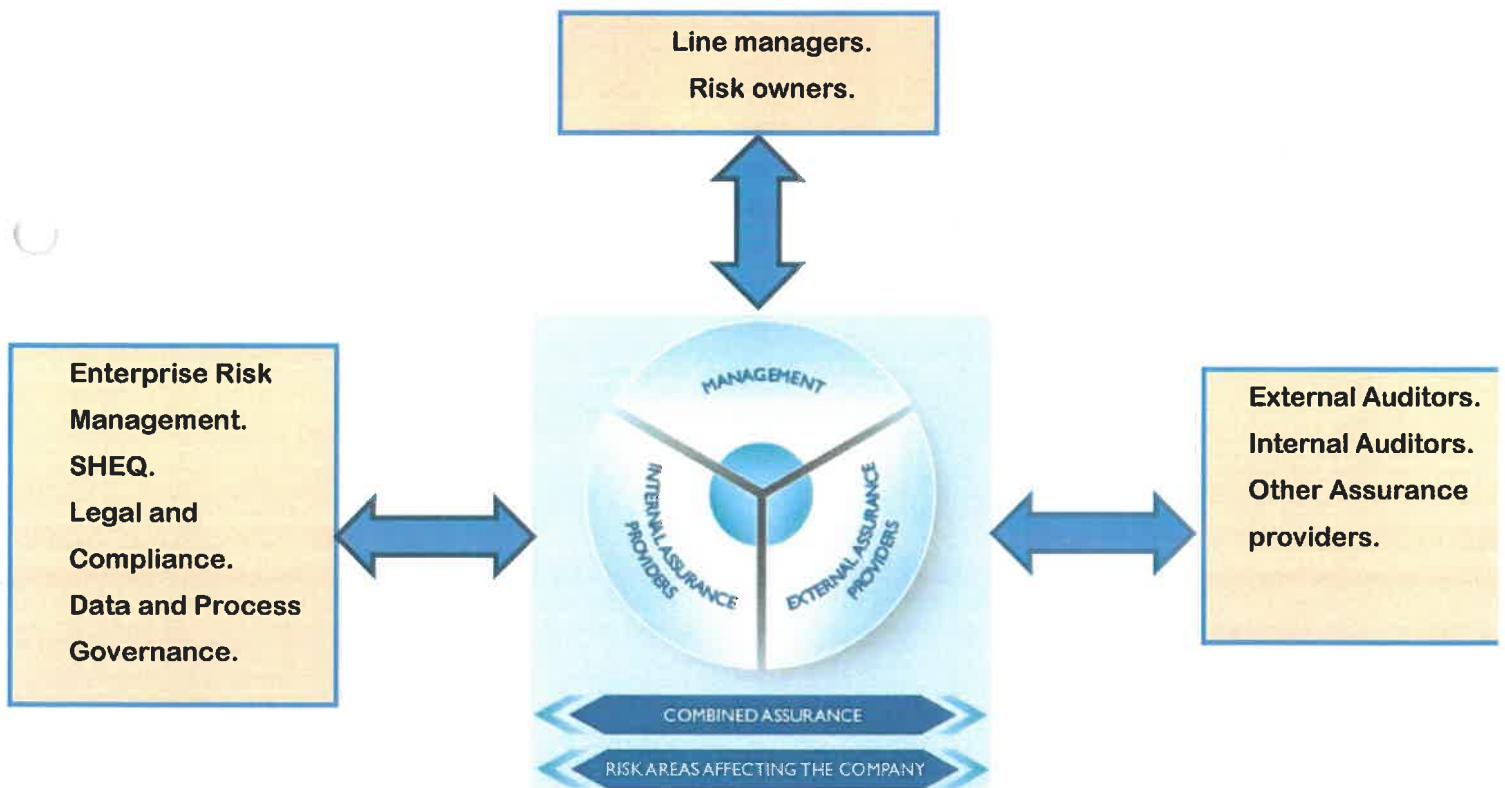 Line managers.
Risk owners.
Enterprise Risk
Management.
SHEQ.
Legal and
Compliance.
Data and Process
Governance.
MANAGEMENT
INTERNAL ASSURANCE
PROVIDERS
EXTERNAL ASSURANCE
PROVIDERS
External Auditors.
Internal Auditors.
Other Assurance
providers.
COMBINED ASSURANCE
RISK AREAS AFFECTING THE COMPANY